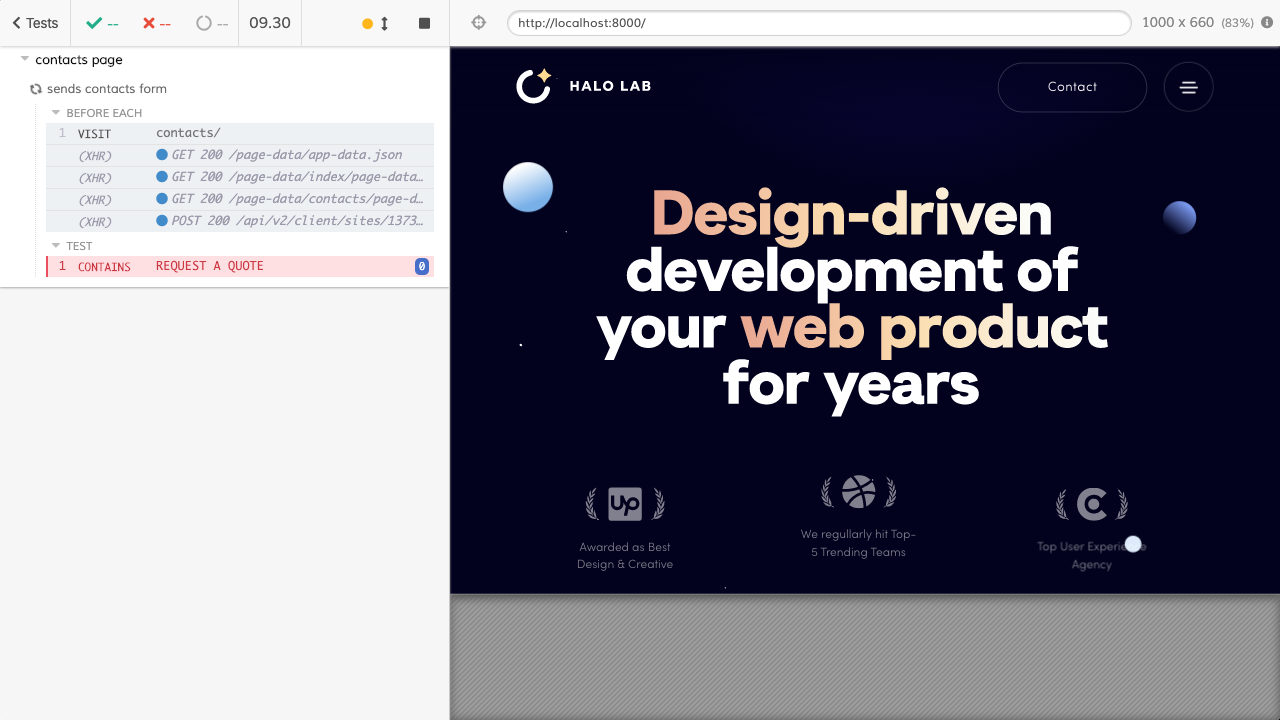 Tests
--
--
--
09.30
http://localhost:8000/
1000 x 660 (83%)
contacts page
sends contacts form
BEFORE EACH
1 VISIT contacts/
(XHR) GET 200 /page-data/app-data.json
(XHR) GET 200 /page-data/index/page-data…
(XHR) GET 200 /page-data/contacts/page-d…
(XHR) POST 200 /api/v2/client/sites/1373…
TEST
1 CONTAINS REQUEST A QUOTE 0
HALO LAB
Contact
Design-driven
development of
your web product
for years
Up
Awarded as Best
Design & Creative
We regullarly hit Top-
5 Trending Teams
Top User Experience
Agency